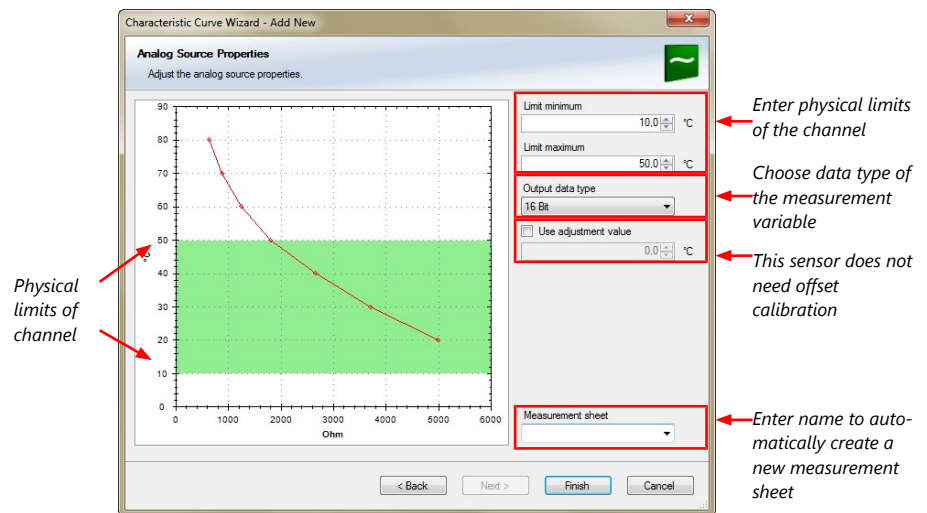 Characteristic Curve Wizard - Add New
Analog Source Properties
Adjust the analog source properties.
90
80
70
60
50
40
30
20
10
0
°C
0
1000
2000
3000
4000
5000
6000
Ohm
Limit minimum
10,0
°C
Limit maximum
50,0
°C
Output data type
16 Bit
Use adjustment value
0,0
°C
Measurement sheet
< Back
Next >
Finish
Cancel
Physical
limits of
channel
Enter physical limits
of the channel
Choose data type of
the measurement
variable
This sensor does not
need offset
calibration
Enter name to auto-
matically create a
new measurement
sheet